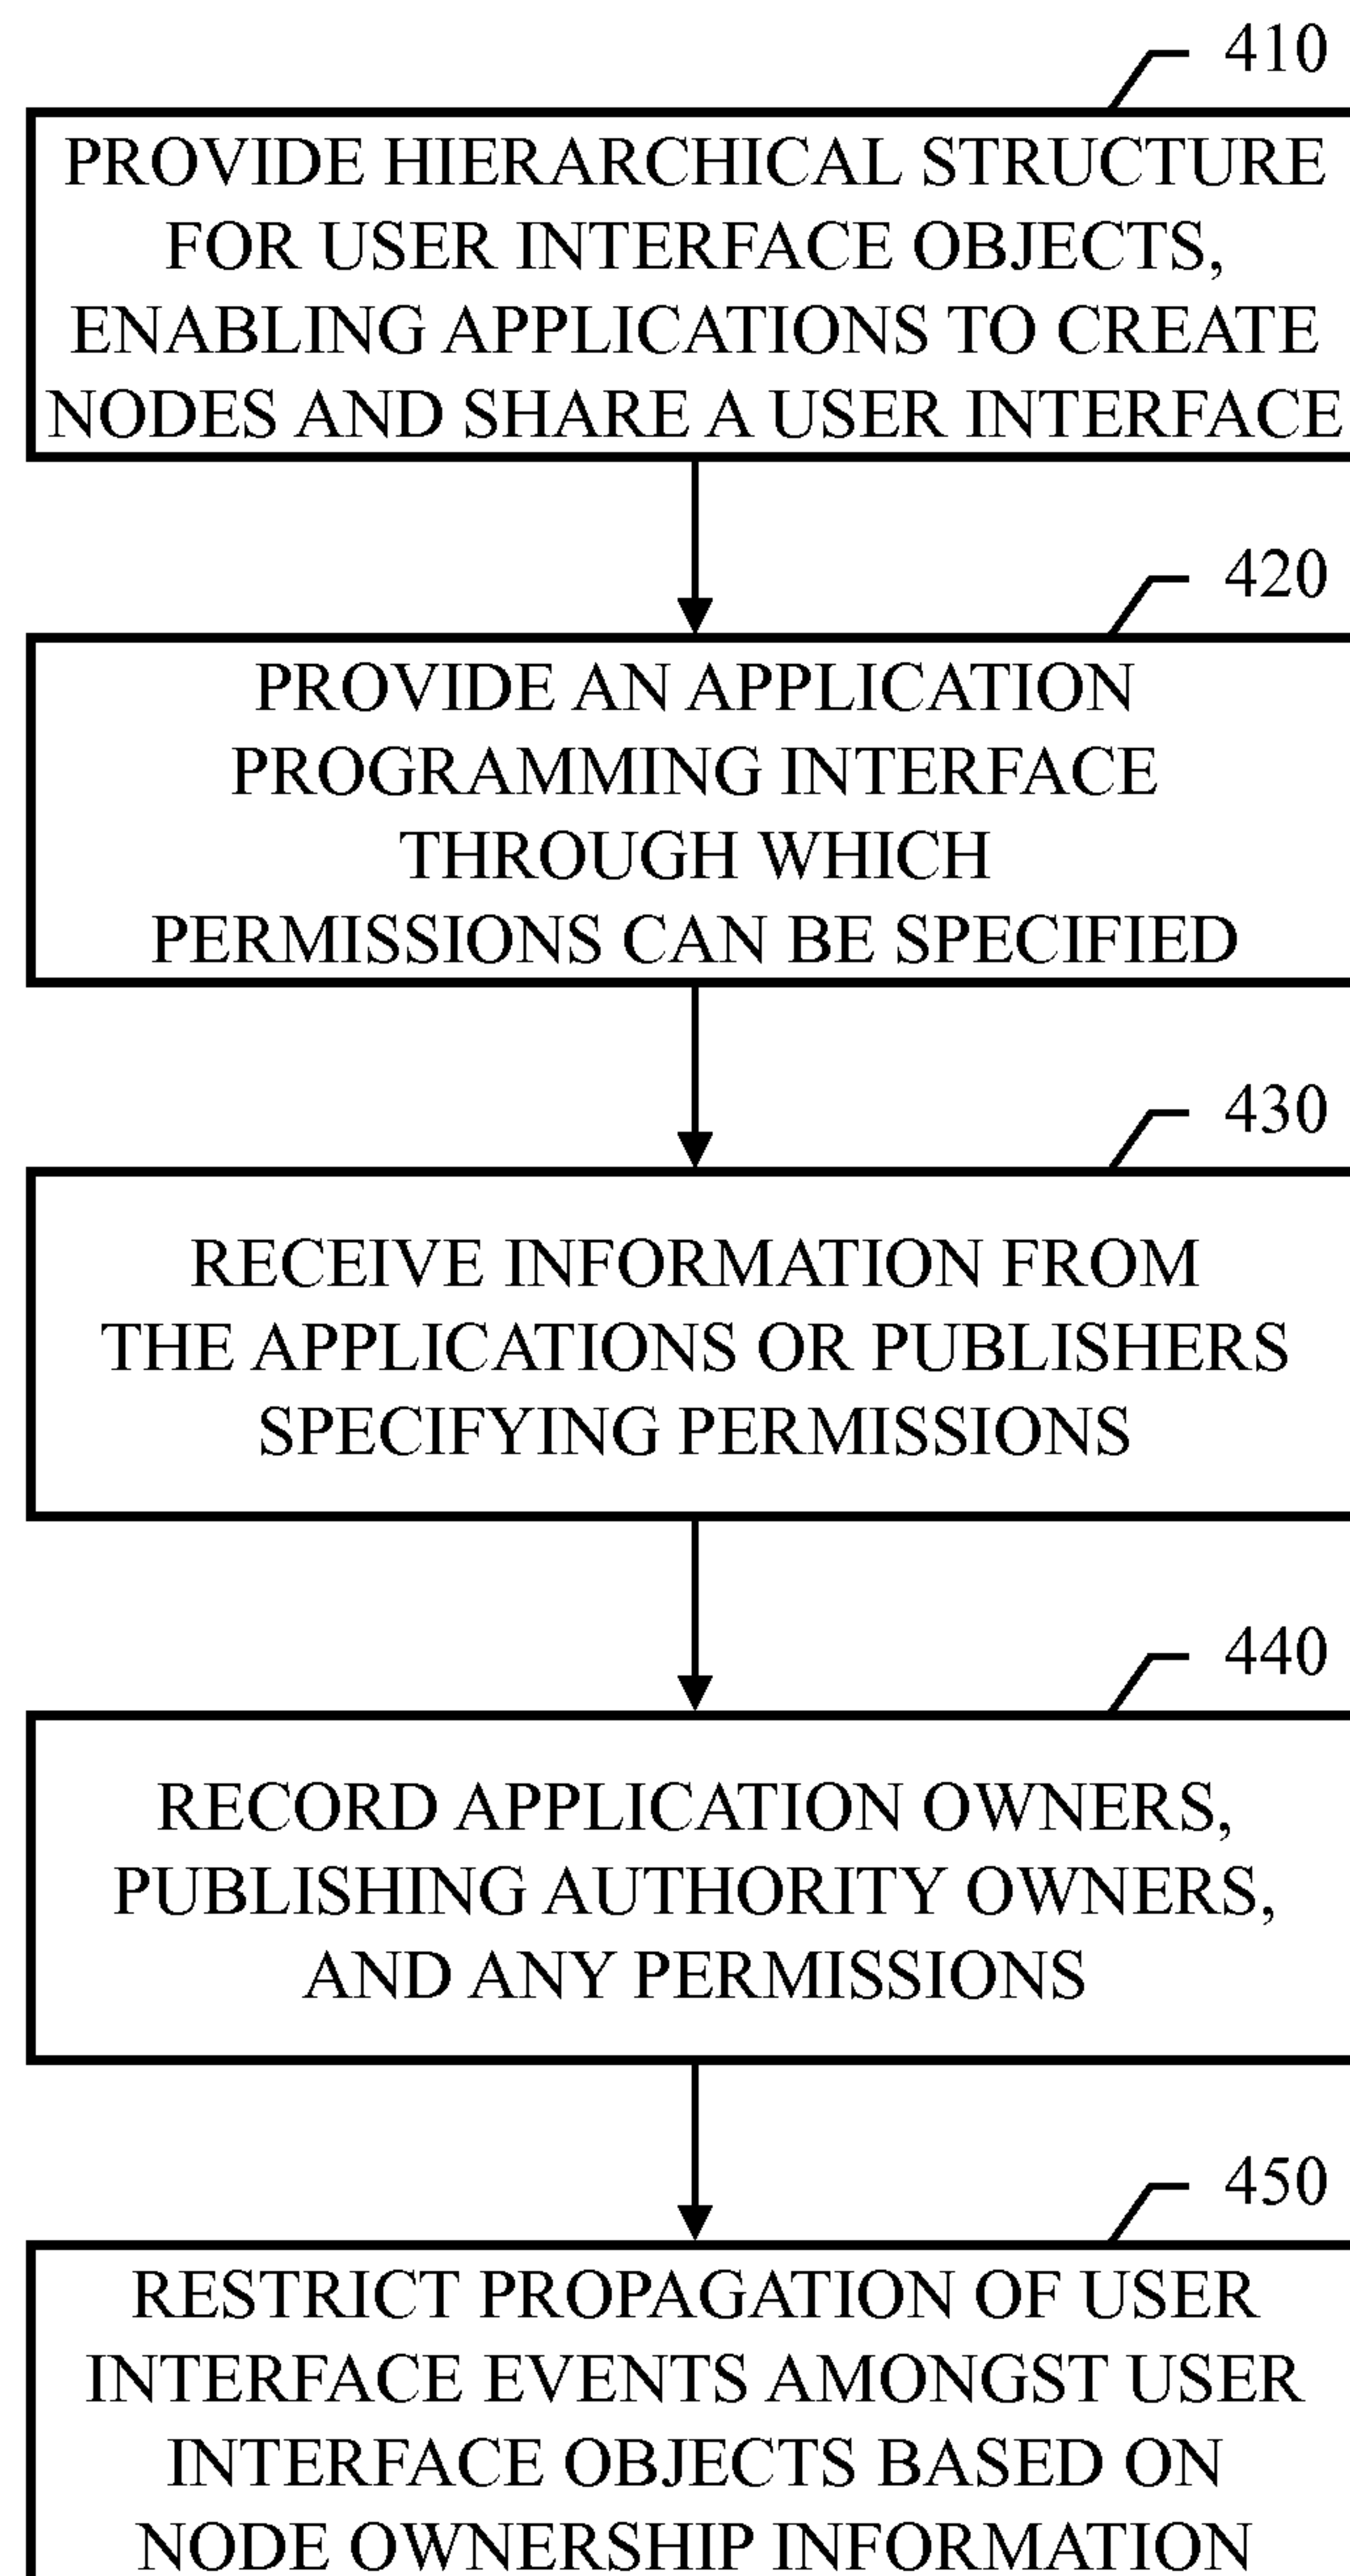 410
PROVIDE HIERARCHICAL STRUCTURE
FOR USER INTERFACE OBJECTS,
ENABLING APPLICATIONS TO CREATE
NODES AND SHARE A USER INTERFACE
420
PROVIDE AN APPLICATION
PROGRAMMING INTERFACE
THROUGH WHICH
PERMISSIONS CAN BE SPECIFIED
430
RECEIVE INFORMATION FROM
THE APPLICATIONS OR PUBLISHERS
SPECIFYING PERMISSIONS
440
RECORD APPLICATION OWNERS,
PUBLISHING AUTHORITY OWNERS,
AND ANY PERMISSIONS
450
RESTRICT PROPAGATION OF USER
INTERFACE EVENTS AMONGST USER
INTERFACE OBJECTS BASED ON
NODE OWNERSHIP INFORMATION